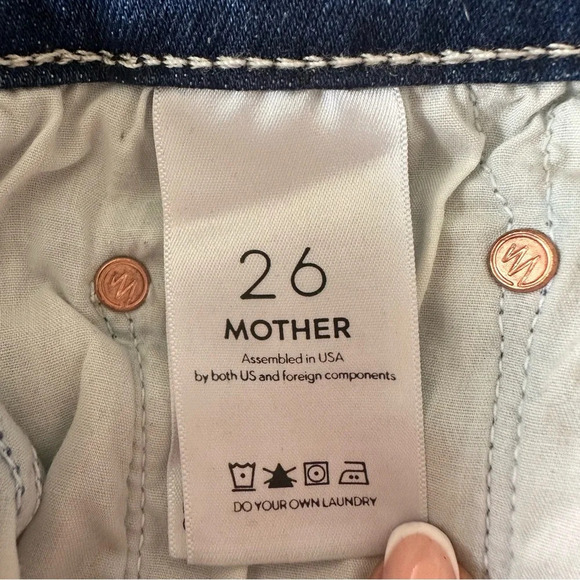 26
MOTHER
Assembled in USA
by both US and foreign components
DO YOUR OWN LAUNDRY